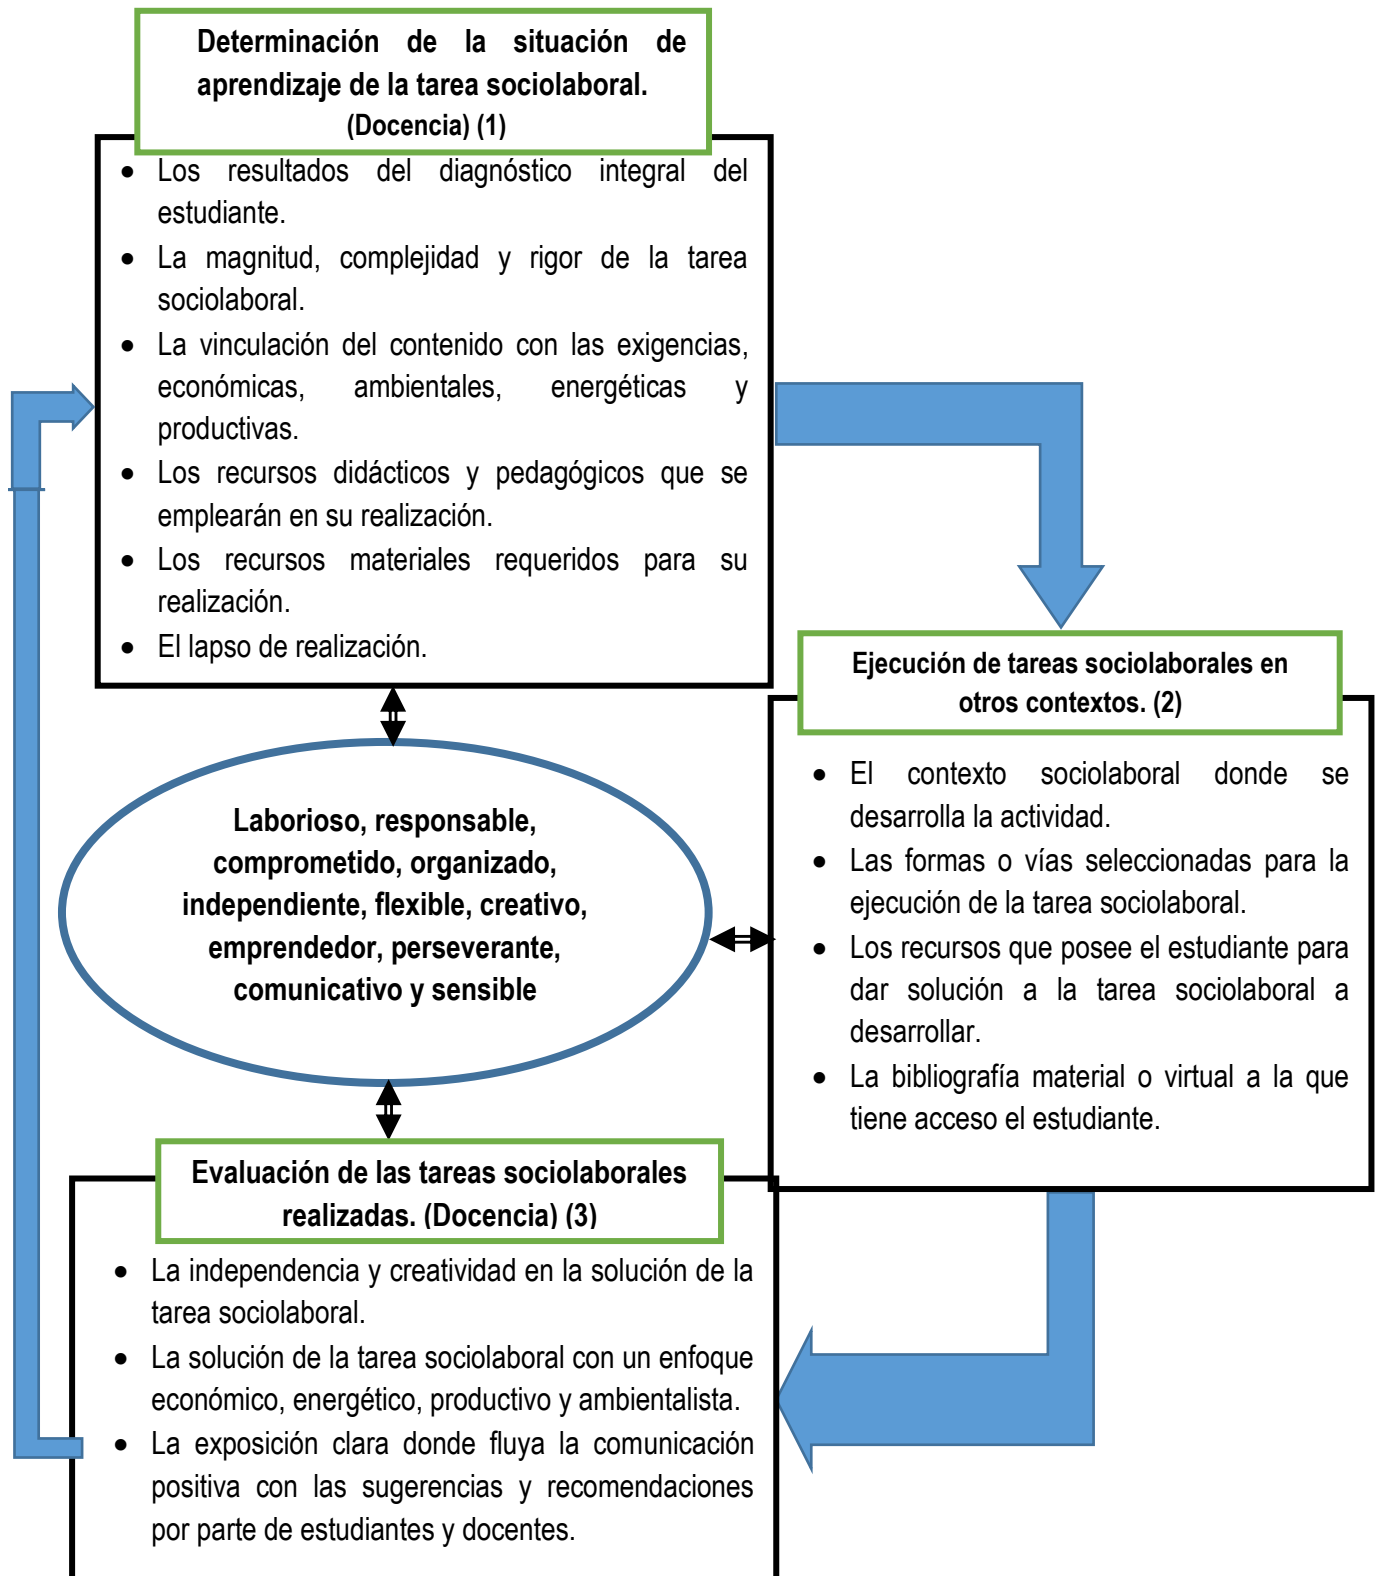 Determinación de la situación de
aprendizaje de la tarea sociolaboral.
(Docencia) (1)
• Los resultados del diagnóstico integral del
estudiante.
• La magnitud, complejidad y rigor de la tarea
sociolaboral.
• La vinculación del contenido con las exigencias,
económicas, ambientales, energéticas y
productivas.
• Los recursos didácticos y pedagógicos que se
emplearán en su realización.
• Los recursos materiales requeridos para su
realización.
• El lapso de realización.
Ejecución de tareas sociolaborales en
otros contextos. (2)
• El contexto sociolaboral donde se
desarrolla la actividad.
• Las formas o vías seleccionadas para la
ejecución de la tarea sociolaboral.
• Los recursos que posee el estudiante para
dar solución a la tarea sociolaboral a
desarrollar.
• La bibliografía material o virtual a la que
tiene acceso el estudiante.
Laborioso, responsable,
comprometido, organizado,
independiente, flexible, creativo,
emprendedor, perseverante,
comunicativo y sensible
Evaluación de las tareas sociolaborales
realizadas. (Docencia) (3)
• La independencia y creatividad en la solución de la
tarea sociolaboral.
• La solución de la tarea sociolaboral con un enfoque
económico, energético, productivo y ambientalista.
• La exposición clara donde fluya la comunicación
positiva con las sugerencias y recomendaciones
por parte de estudiantes y docentes.